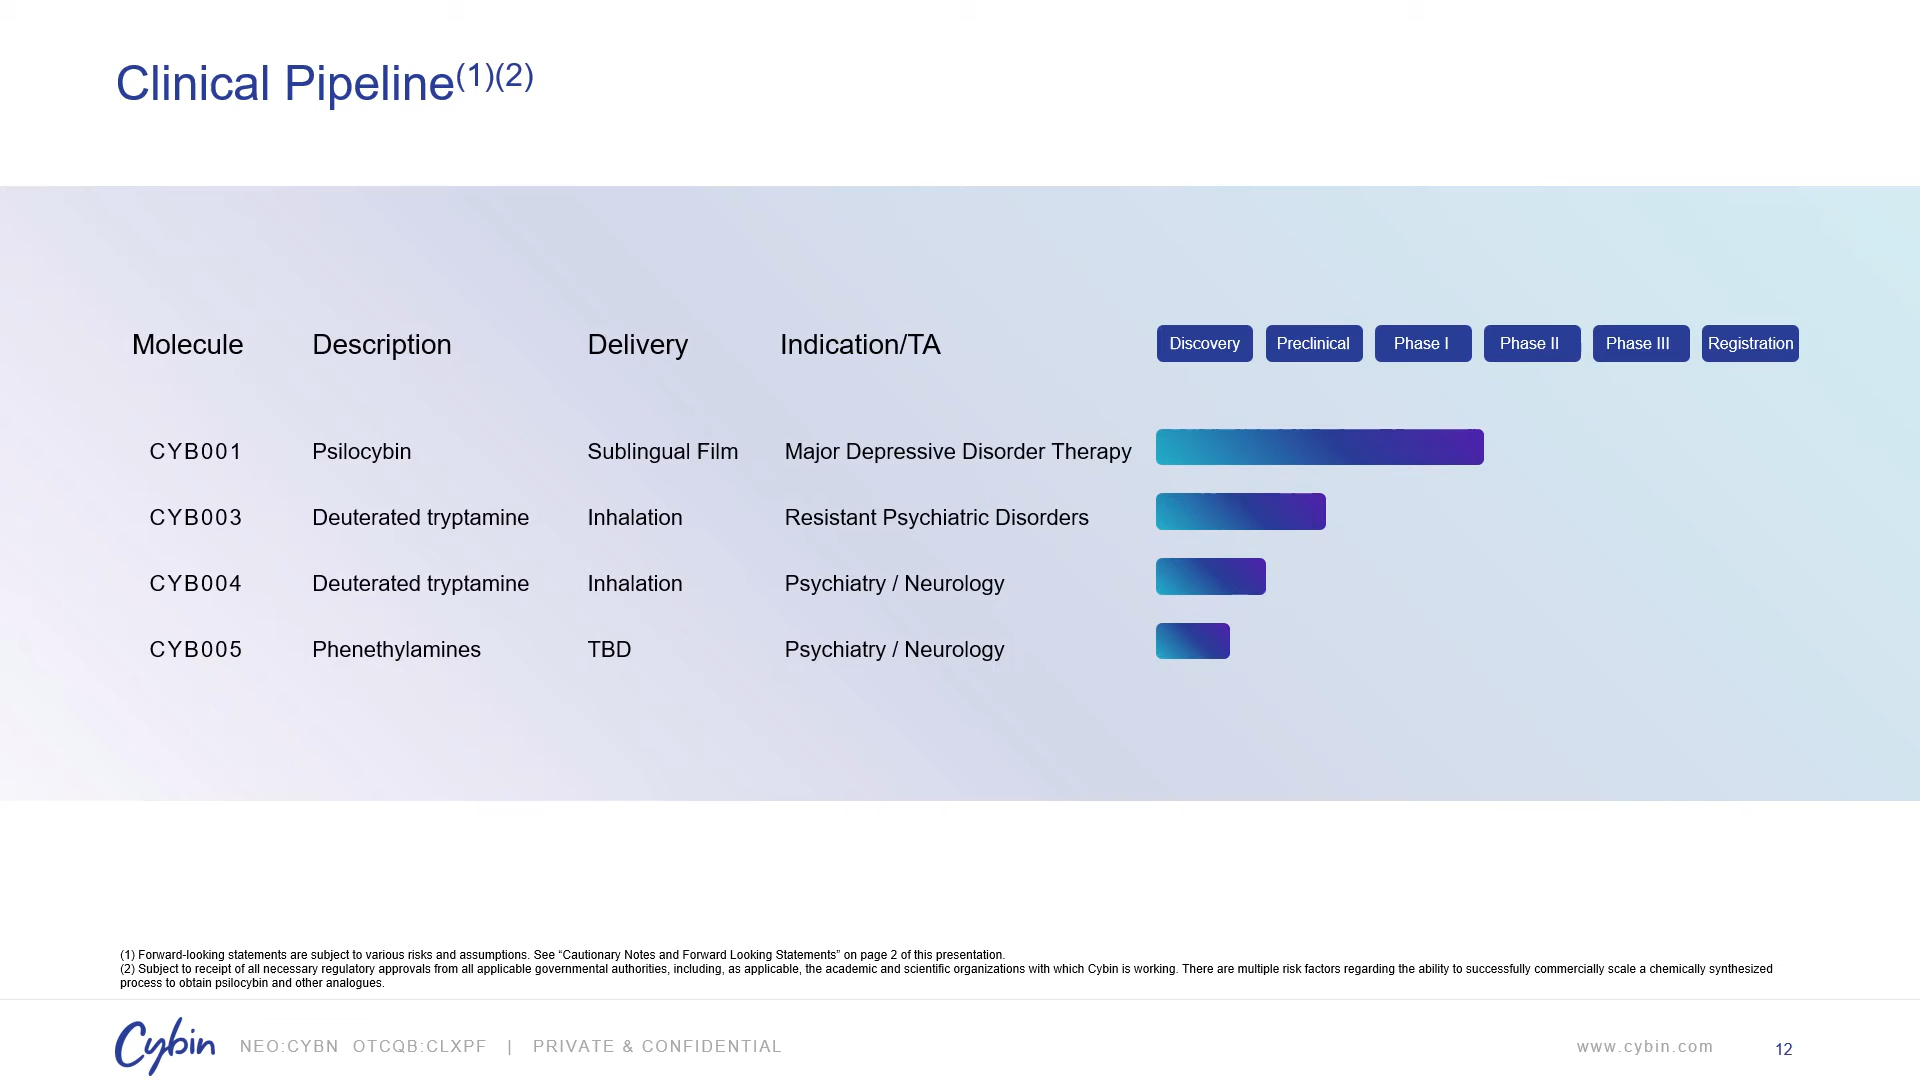 Clinical Pipeline(1)(2)
Molecule Description Delivery Indication/TA Discovery Preclinical Phase I Phase II Phase III Registration
CYB001 Psilocybin Sublingual Film Major Depressive Disorder Therapy
CYB003 Deuterated tryptamine Inhalation Resistant Psychiatric Disorders
CYB004 Deuterated tryptamine Inhalation Psychiatry / Neurology
CYB005 Phenethylamines TBD Psychiatry / Neurology
(1) Forward-looking statements are subject to various risks and assumptions. See “Cautionary Notes and Forward Looking Statements” on page 2 of this presentation.
(2) Subject to receipt of all necessary regulatory approvals from all applicable governmental authorities, including, as applicable, the academic and scientific organizations with which Cybin is working. There are multiple risk factors regarding the ability to successfully commercially scale a chemically synthesized
process to obtain psilocybin and other analogues.
Cybin NEO:CYBN OTCQB:CLXPF | PRIVATE & CONFIDENTIAL www.cybin.com 12